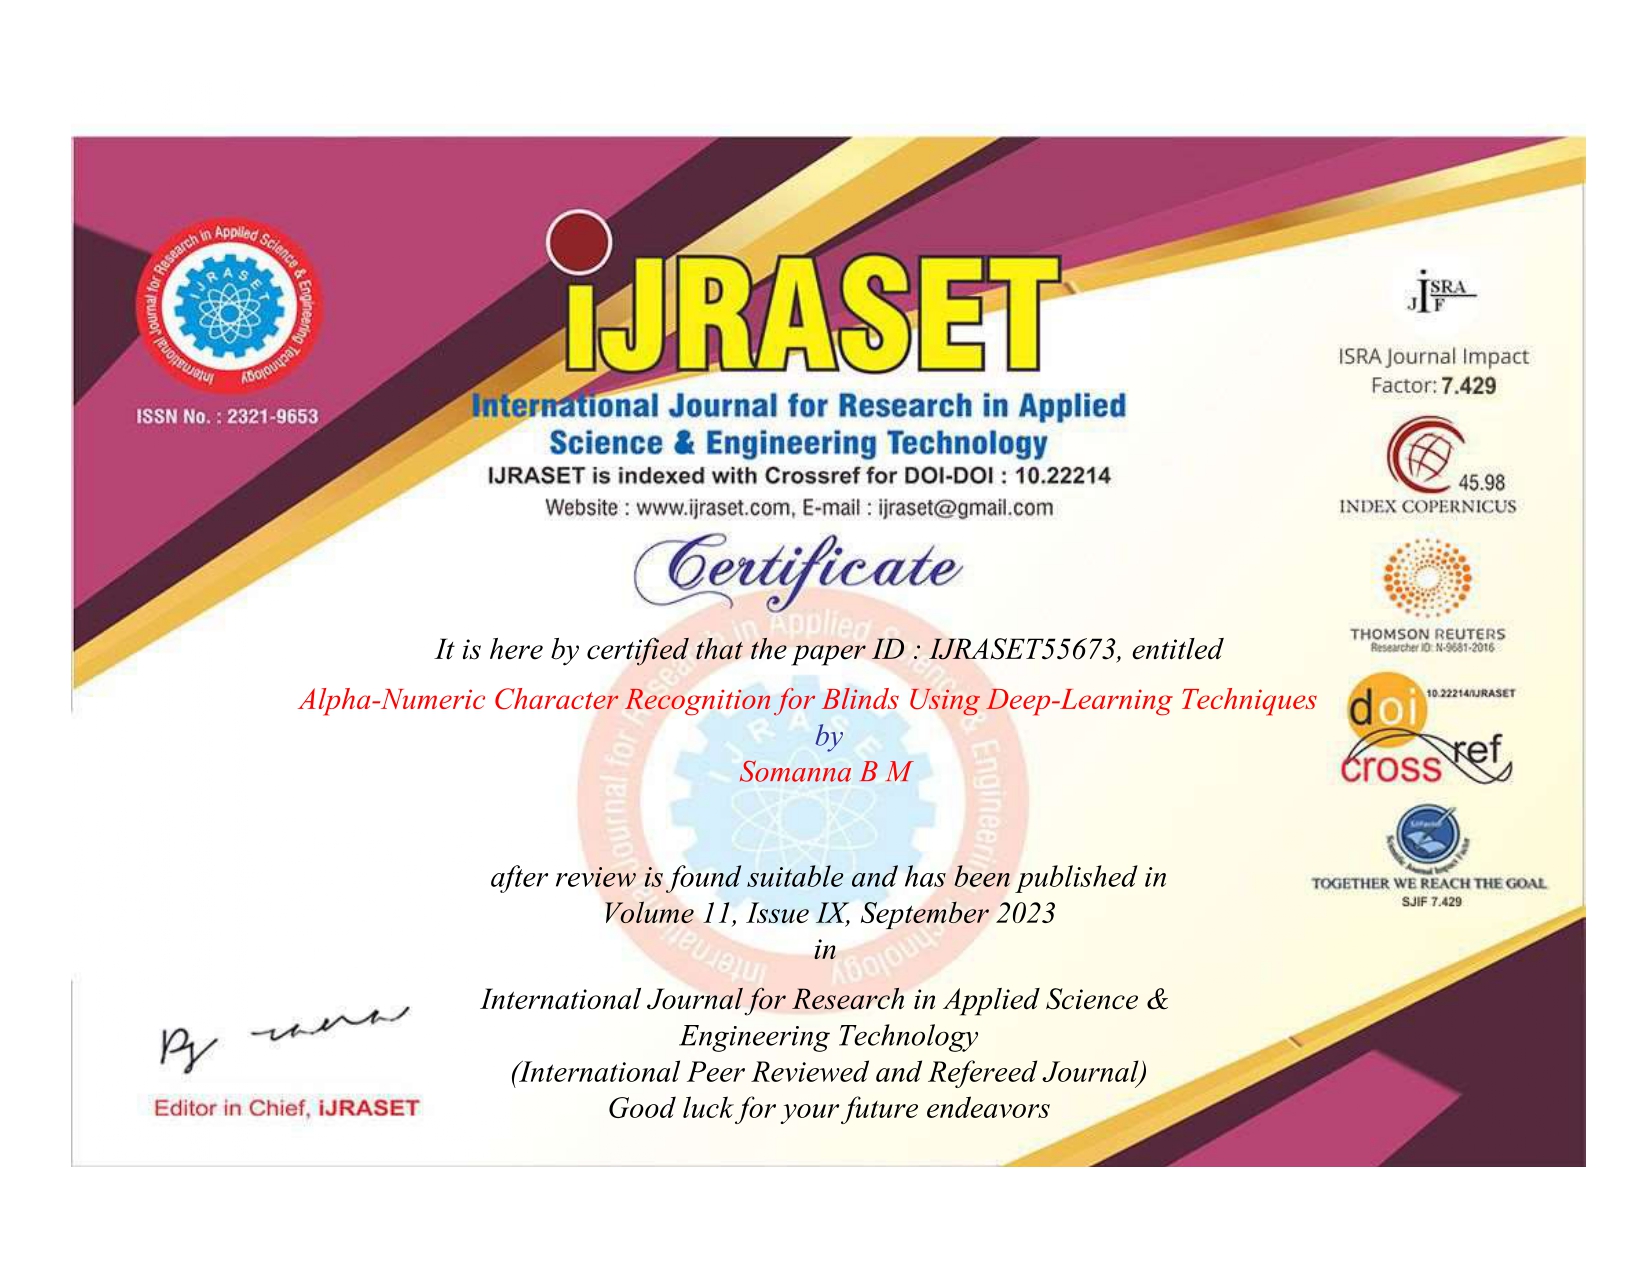 International Journal for Research in Applied Science & Engineering Technology
IJRASET
ISSN No. : 2321-9653
iJRASET
International Journal for Research in Applied
Science & Engineering Technology
IJRASET is indexed with Crossref for DOI-DOI : 10.22214
Website : www.ijraset.com, E-mail : ijraset@gmail.com
Certificate
It is here by certified that the paper ID : IJRASET55673, entitled
Alpha-Numeric Character Recognition for Blinds Using Deep-Learning Techniques
by
Somanna B M
after review is found suitable and has been published in
Volume 11, Issue IX, September 2023
in
International Journal for Research in Applied Science &
Engineering Technology
(International Peer Reviewed and Refereed Journal)
Good luck for your future endeavors
Editor in Chief, iJRASET
ISRA
JIF
ISRA Journal Impact
Factor: 7.429
45.98
INDEX COPERNICUS
THOMSON REUTERS
Researcher ID: N-9681-2016
doi
10.22214/IJRASET
cross
ref
TOGETHER WE REACH THE GOAL
SJIF 7.429